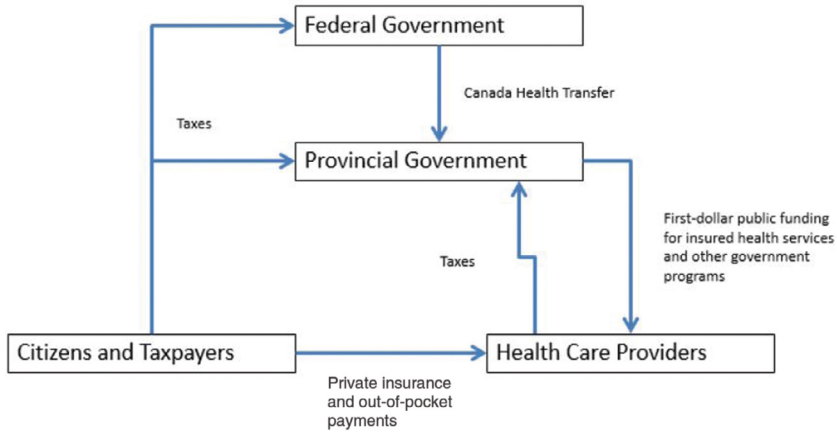 Federal Government
Canada Health Transfer
Taxes
Provincial Government
First-dollar public funding
for insured health services
and other government
programs
Taxes
Citizens and Taxpayers
Health Care Providers
Private insurance
and out-of-pocket
payments